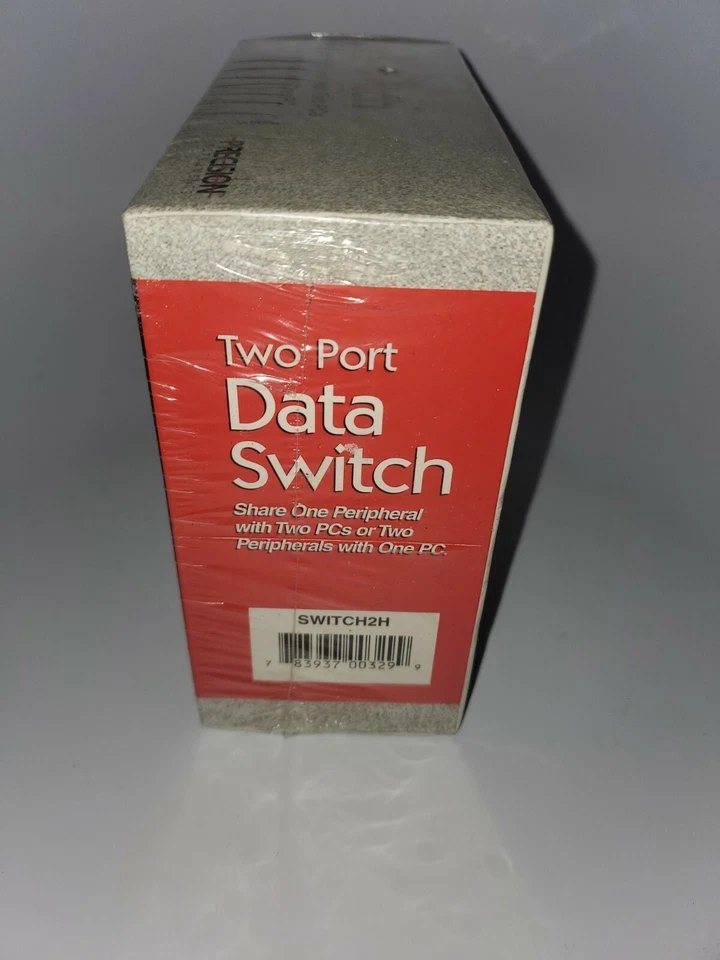 PRECISION
Two Port
Data
Switch
Share One Peripheral
with Two PCs or Two
Peripherals with One PC.
SWITCH2H
7 83937 00329 9